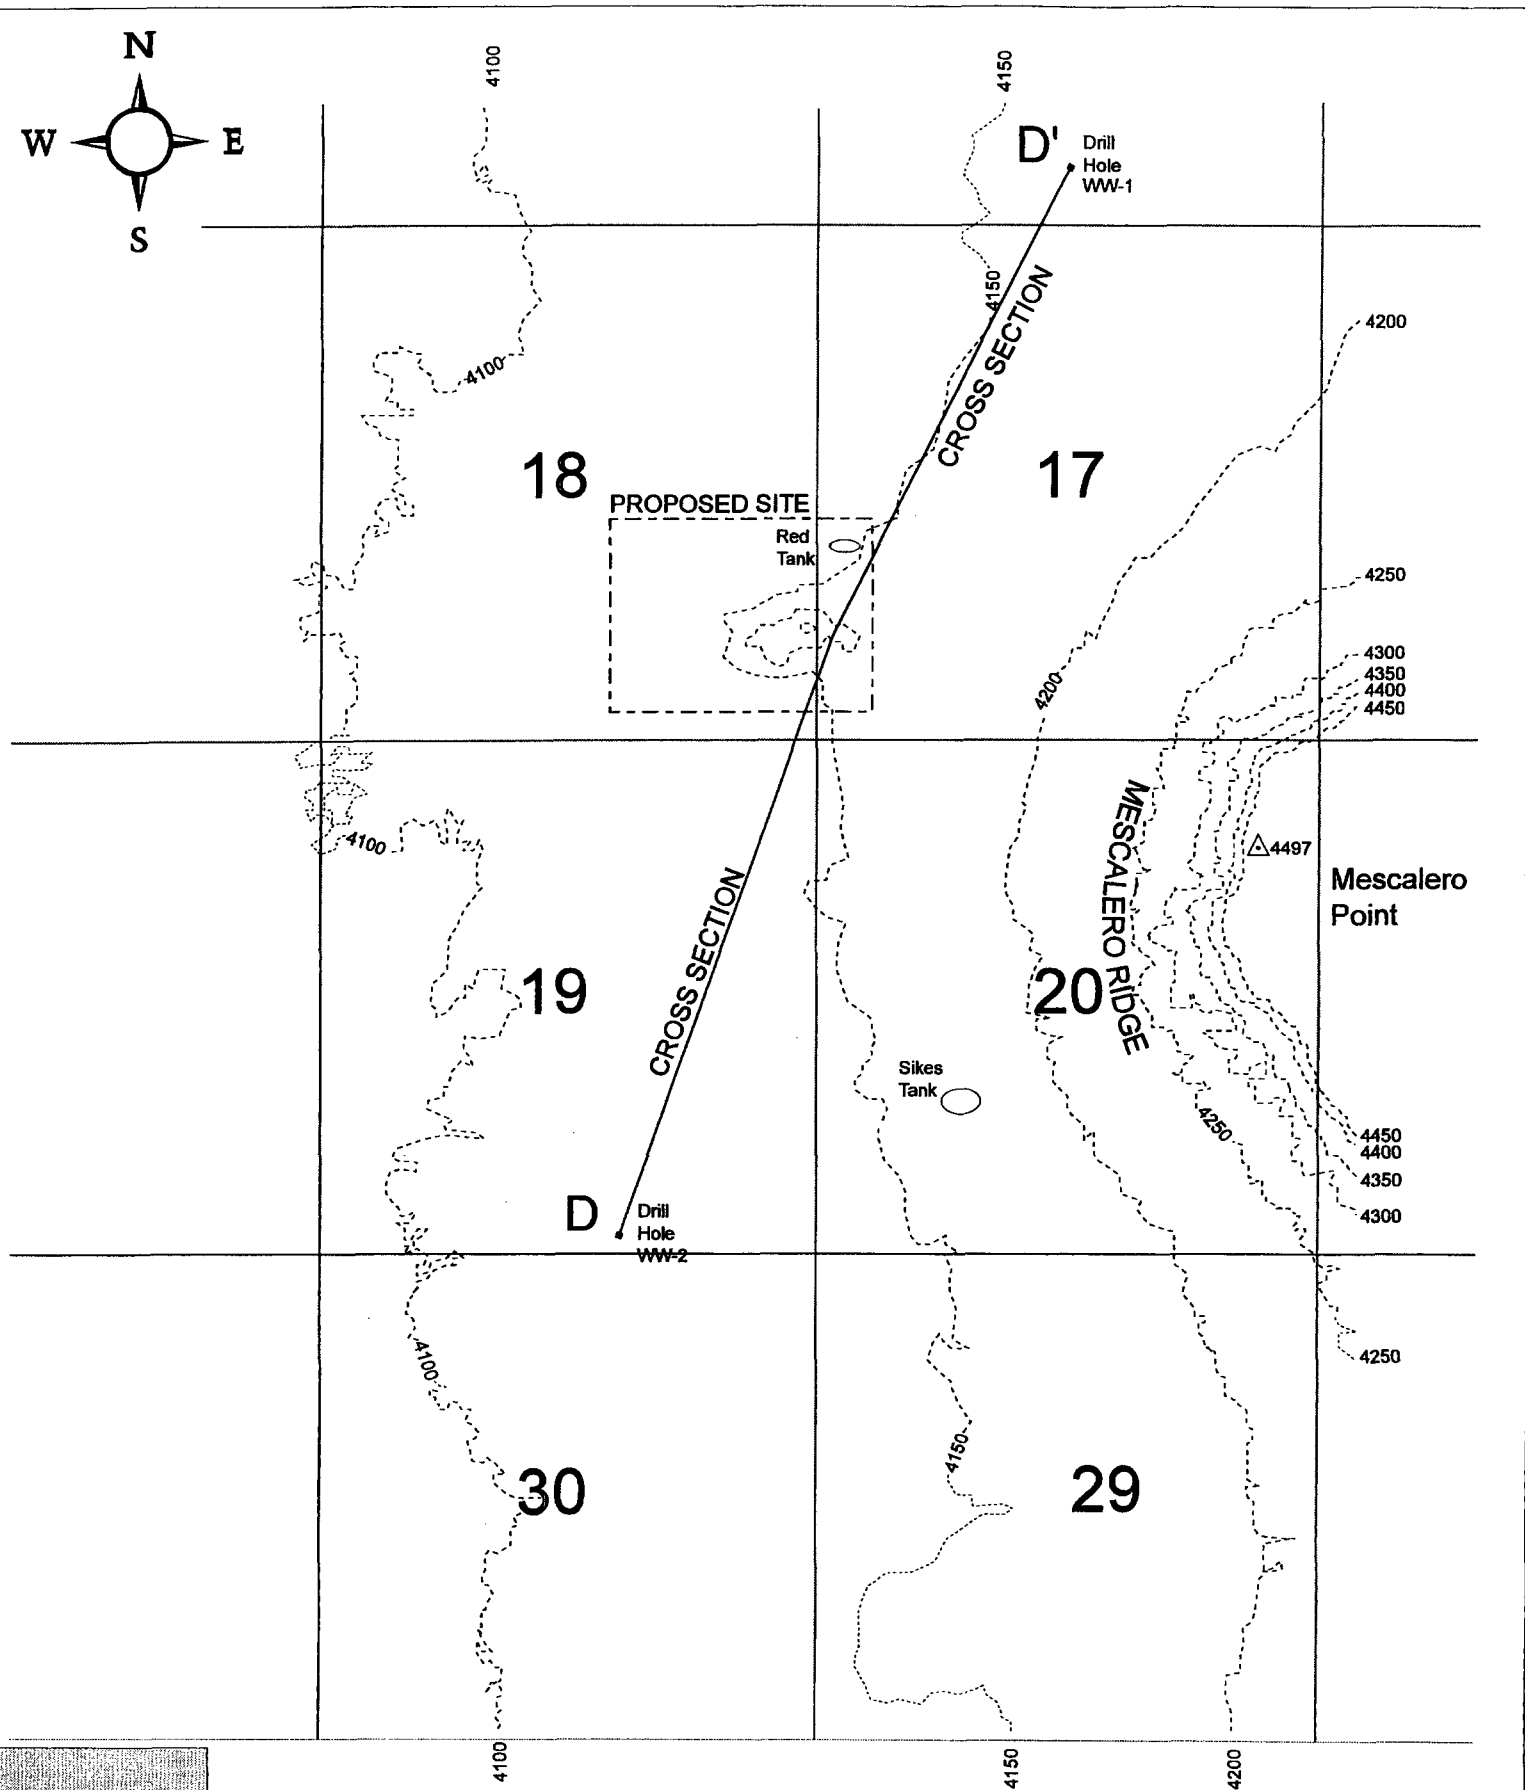 N
W
E
S
4100
4150
D'
Drill
Hole
WW-1
4150
CROSS SECTION
4200
4100
18
17
PROPOSED SITE
Red
Tank
4250
4300
4350
4400
4450
4200
MESCALERO RIDGE
4100
4497
Mescalero
Point
CROSS SECTION
19
20
Sikes
Tank
4250
4450
4400
4350
4300
D
Drill
Hole
WW-2
4100
4250
4150
30
29
4100
4150
4200